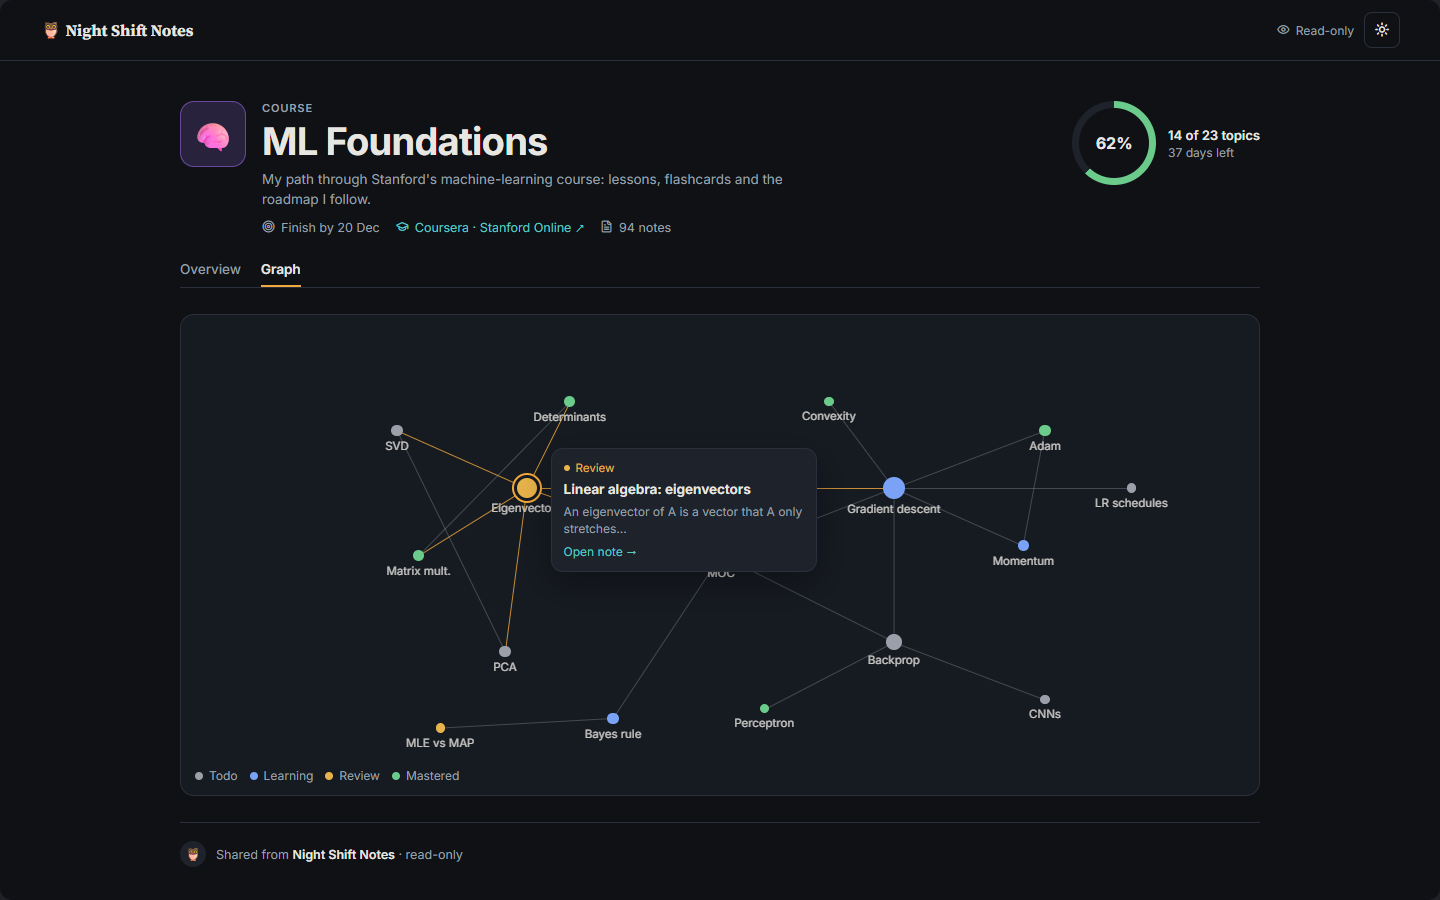 Night Shift Notes
Read-only
COURSE
ML Foundations
My path through Stanford's machine-learning course: lessons, flashcards and the
roadmap I follow.
Finish by 20 Dec
Coursera · Stanford Online ↗
94 notes
62%
14 of 23 topics
37 days left
Overview
Graph
Determinants
Convexity
SVD
Adam
Review
Linear algebra: eigenvectors
An eigenvector of A is a vector that A only
stretches...
Open note →
Eigenvecto
Gradient descent
LR schedules
Matrix mult.
MOC
Momentum
PCA
Backprop
Perceptron
CNNs
MLE vs MAP
Bayes rule
Todo
Learning
Review
Mastered
Shared from Night Shift Notes · read-only